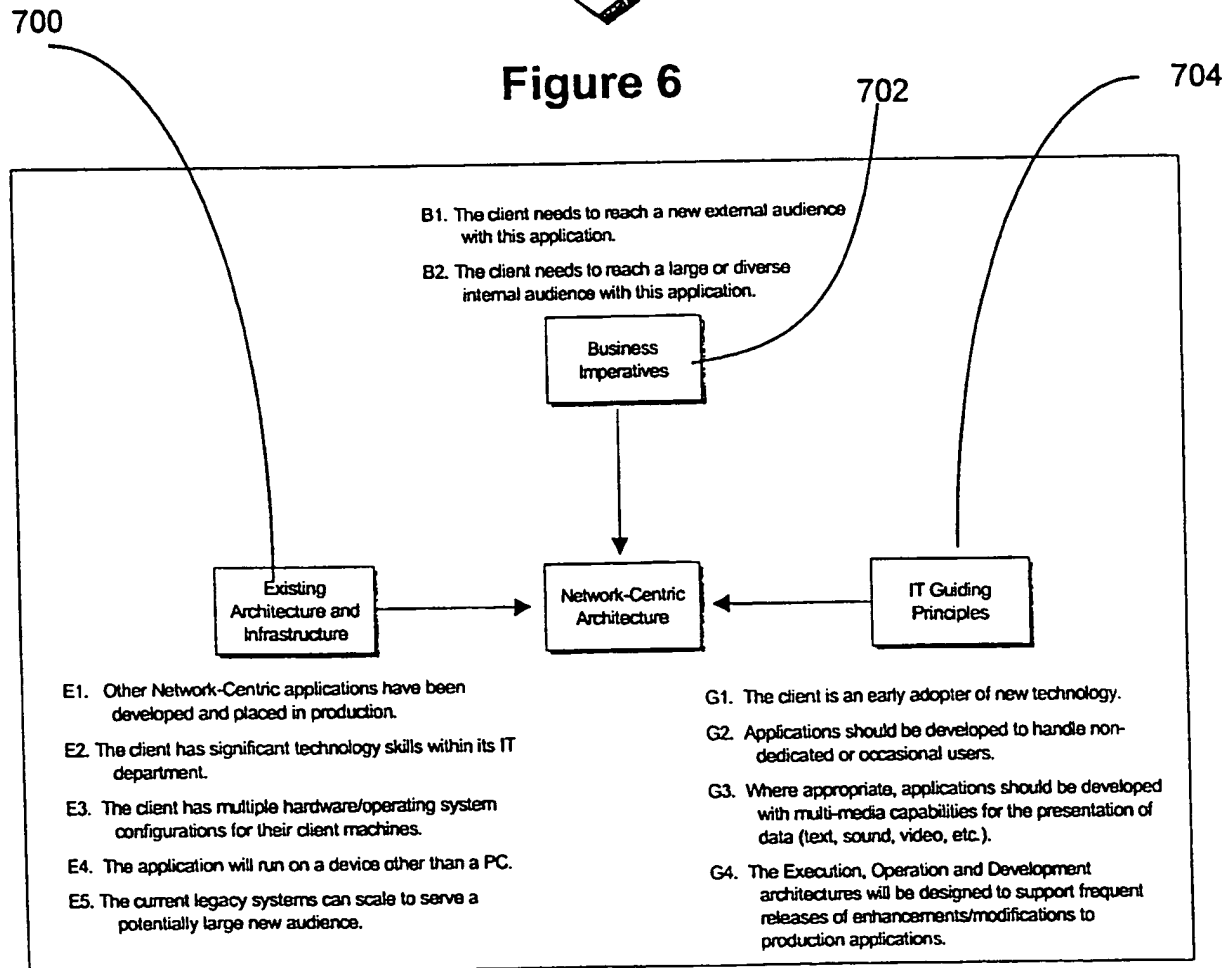 700
Figure 6
702
704
B1. The client needs to reach a new external audience
with this application.
B2. The client needs to reach a large or diverse
internal audience with this application.
Business
Imperatives
Existing
Architecture and
Infrastructure
Network-Centric
Architecture
IT Guiding
Principles
E1. Other Network-Centric applications have been
developed and placed in production.
E2. The client has significant technology skills within its IT
department.
E3. The client has multiple hardware/operating system
configurations for their client machines.
E4. The application will run on a device other than a PC.
E5. The current legacy systems can scale to serve a
potentially large new audience.
G1. The client is an early adopter of new technology.
G2. Applications should be developed to handle non-
dedicated or occasional users.
G3. Where appropriate, applications should be developed
with multi-media capabilities for the presentation of
data (text, sound, video, etc.).
G4. The Execution, Operation and Development
architectures will be designed to support frequent
releases of enhancements/modifications to
production applications.